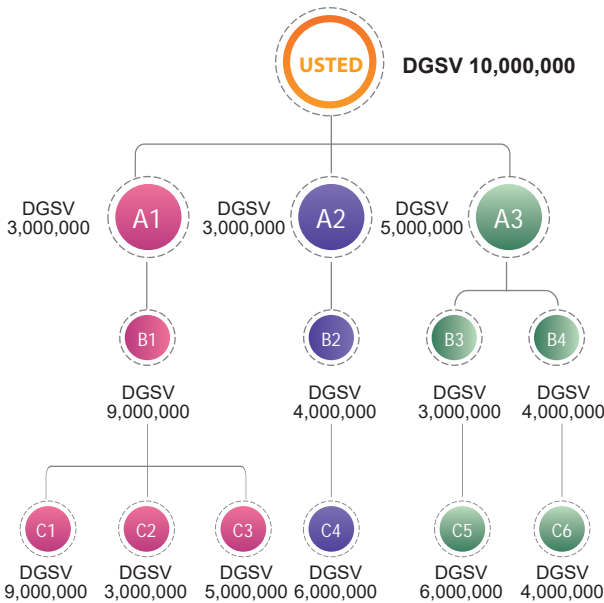 USTED
DGSV 10,000,000
DGSV
3,000,000
A1
DGSV
3,000,000
A2
DGSV
5,000,000
A3
B1
B2
B3
B4
DGSV
9,000,000
DGSV
4,000,000
DGSV
3,000,000
DGSV
4,000,000
C1
C2
C3
C4
C5
C6
DGSV
9,000,000
DGSV
3,000,000
DGSV
5,000,000
DGSV
6,000,000
DGSV
6,000,000
DGSV
4,000,000